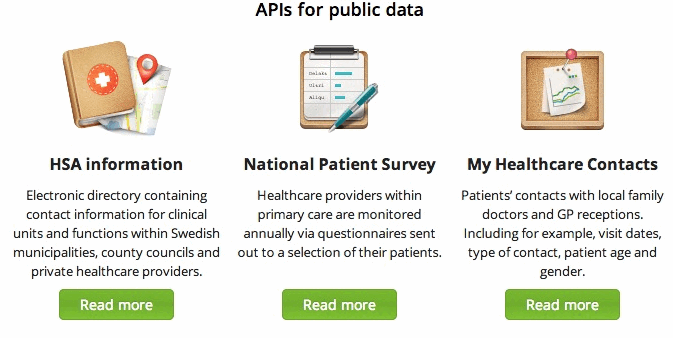 APIs for public data
Delaks
Ultri
Aliqu
HSA information
Electronic directory containing
contact information for clinical
units and functions within Swedish
municipalities, county councils and
private healthcare providers.
Read more
National Patient Survey
Healthcare providers within
primary care are monitored
annually via questionnaires sent
out to a selection of their patients.
Read more
My Healthcare Contacts
Patients’ contacts with local family
doctors and GP receptions.
Including for example, visit dates,
type of contact, patient age and
gender.
Read more